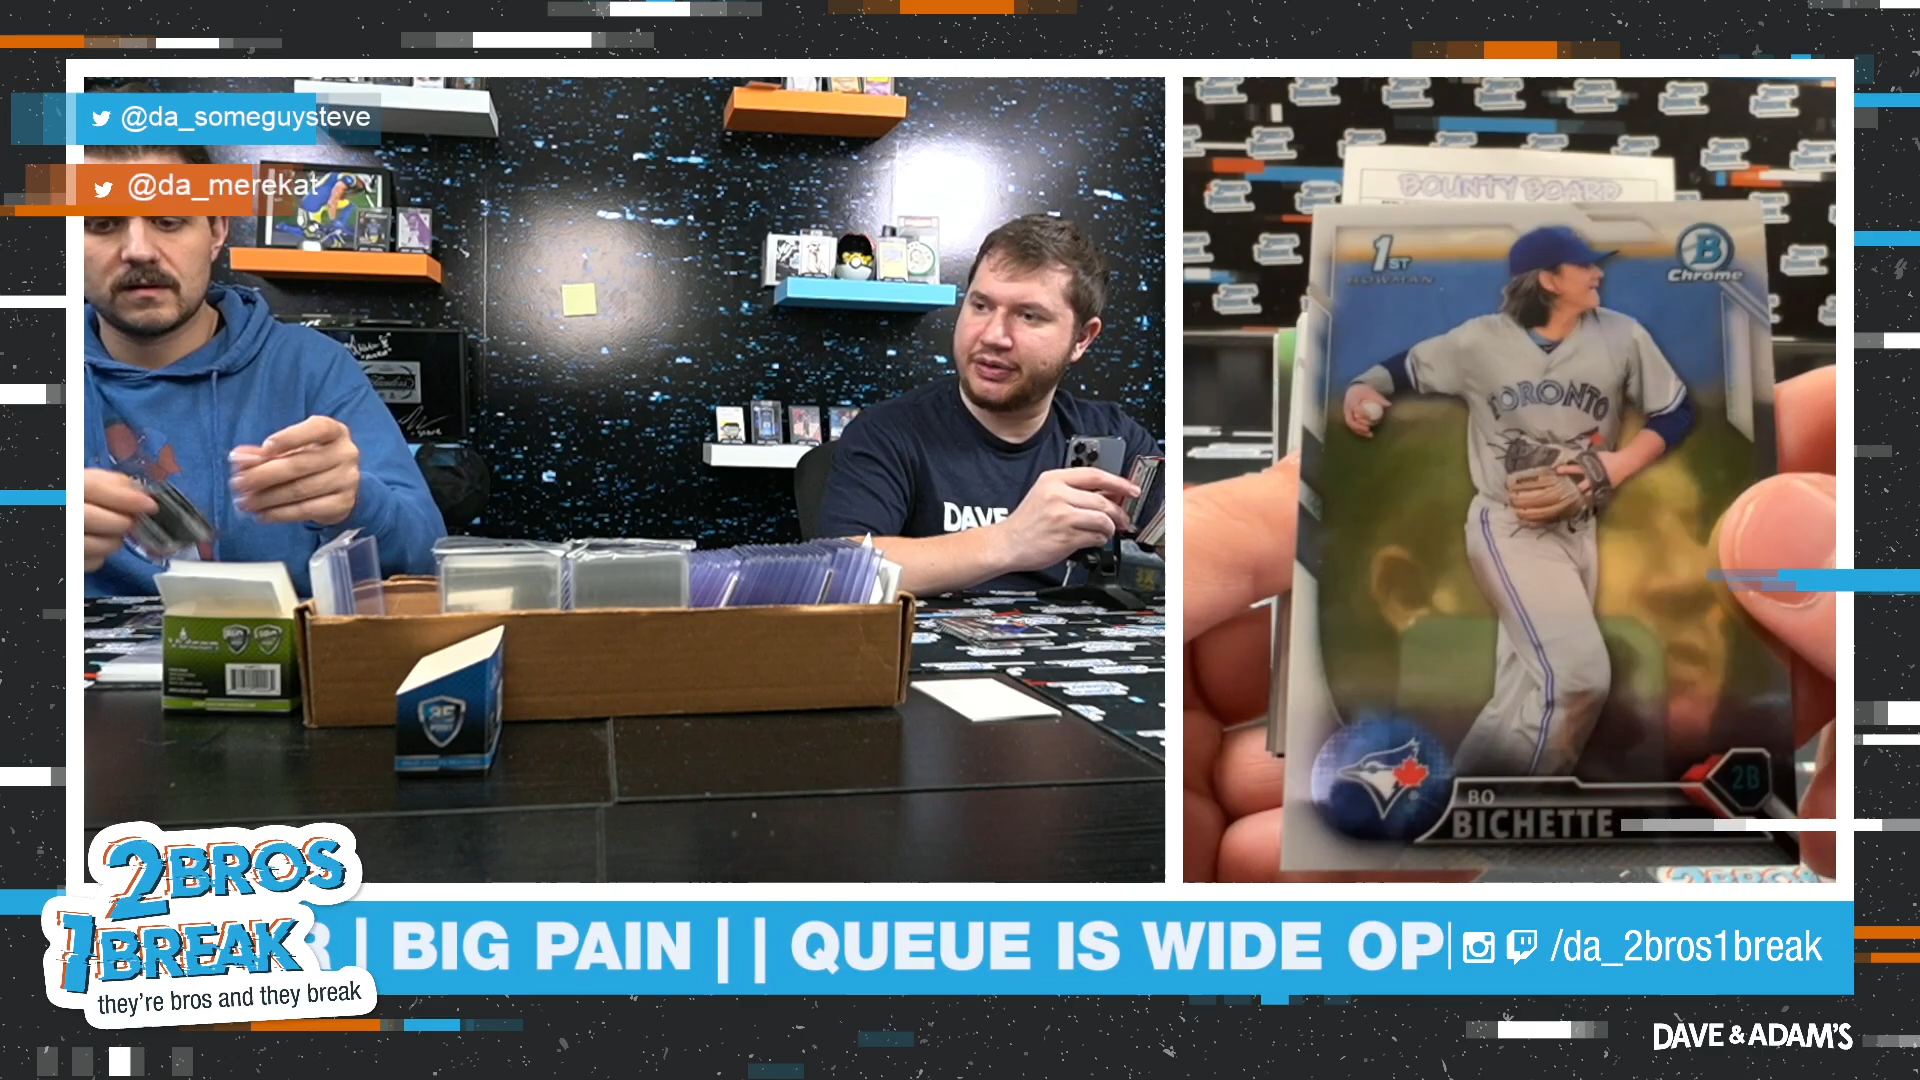 @da_someguysteve
@da_merekat
BOUNTY BOARD
1ST
BOWMAN
B
Chrome
TORONTO
BO
BICHETTE
2B
DAVE
35
2BROS
1BREAK
they're bros and they break
R | BIG PAIN | | QUEUE IS WIDE OP
/da_2bros1break
DAVE & ADAM'S